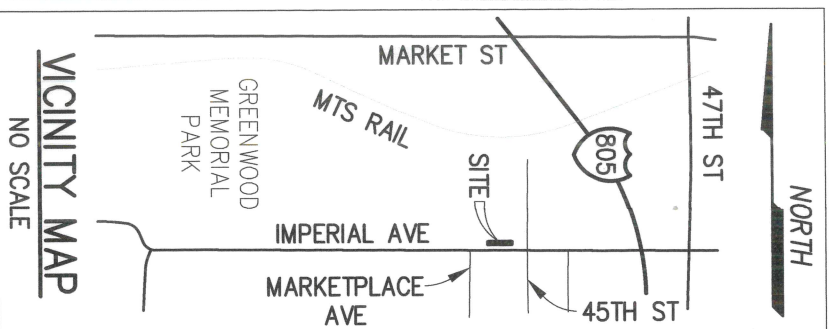 MARKET ST
MTS RAIL
GREENWOOD
MEMORIAL
PARK
805
47TH ST
NORTH
SITE
IMPERIAL AVE
MARKETPLACE
AVE
45TH ST
VICINITY MAP
NO SCALE